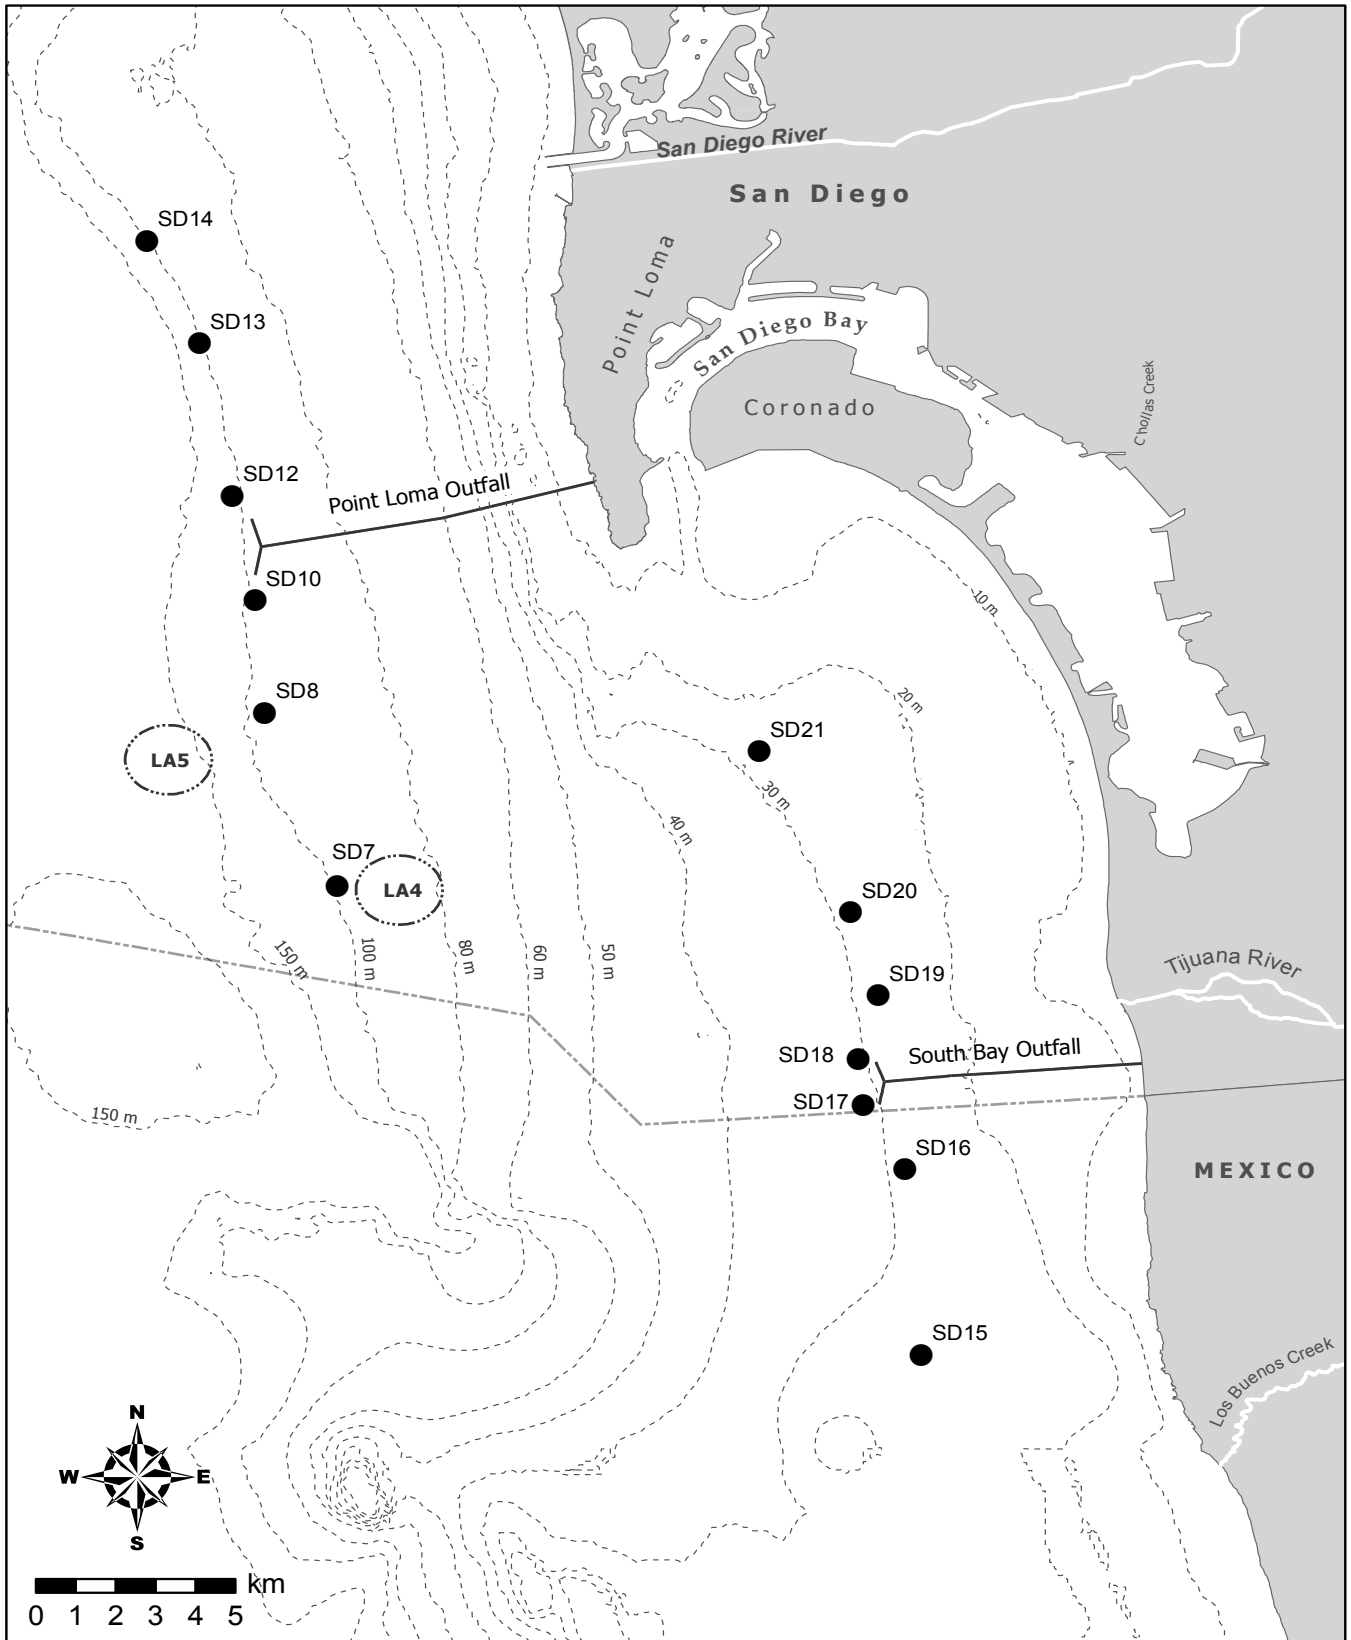 San Diego River
San Diego
SD14
Point Loma
SD13
San Diego Bay
Coronado
Chollas Creek
SD12
Point Loma Outfall
SD10
10 m
SD8
20 m
SD21
LA5
30 m
40 m
SD7
LA4
SD20
150 m
100 m
80 m
60 m
50 m
Tijuana River
SD19
SD18
South Bay Outfall
SD17
150 m
SD16
MEXICO
SD15
Los Buenos Creek
N
W
E
S
km
0 1 2 3 4 5